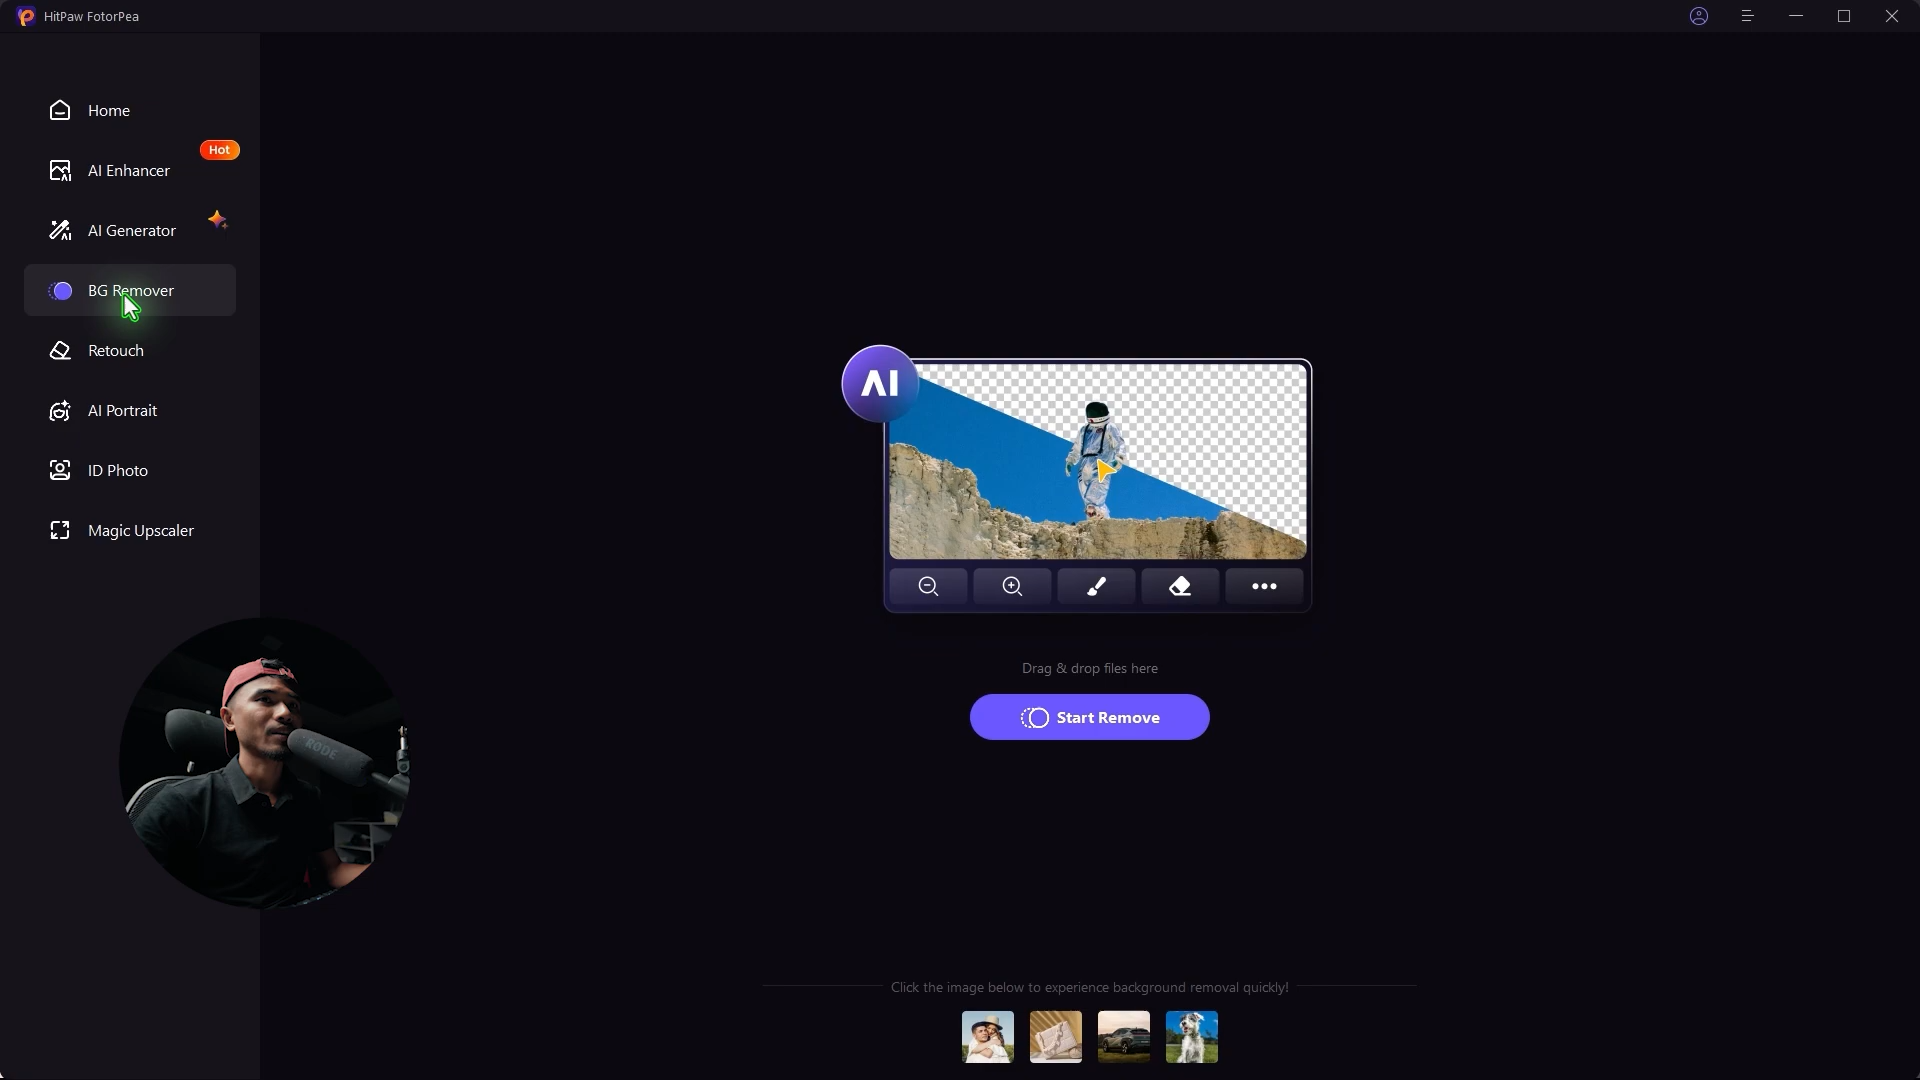 HitPaw FotorPea
Home
Hot
AI Enhancer
AI Generator
BG Remover
Retouch
AI Portrait
ID Photo
Magic Upscaler
AI
Drag & drop files here
Start Remove
RODE
Click the image below to experience background removal quickly!